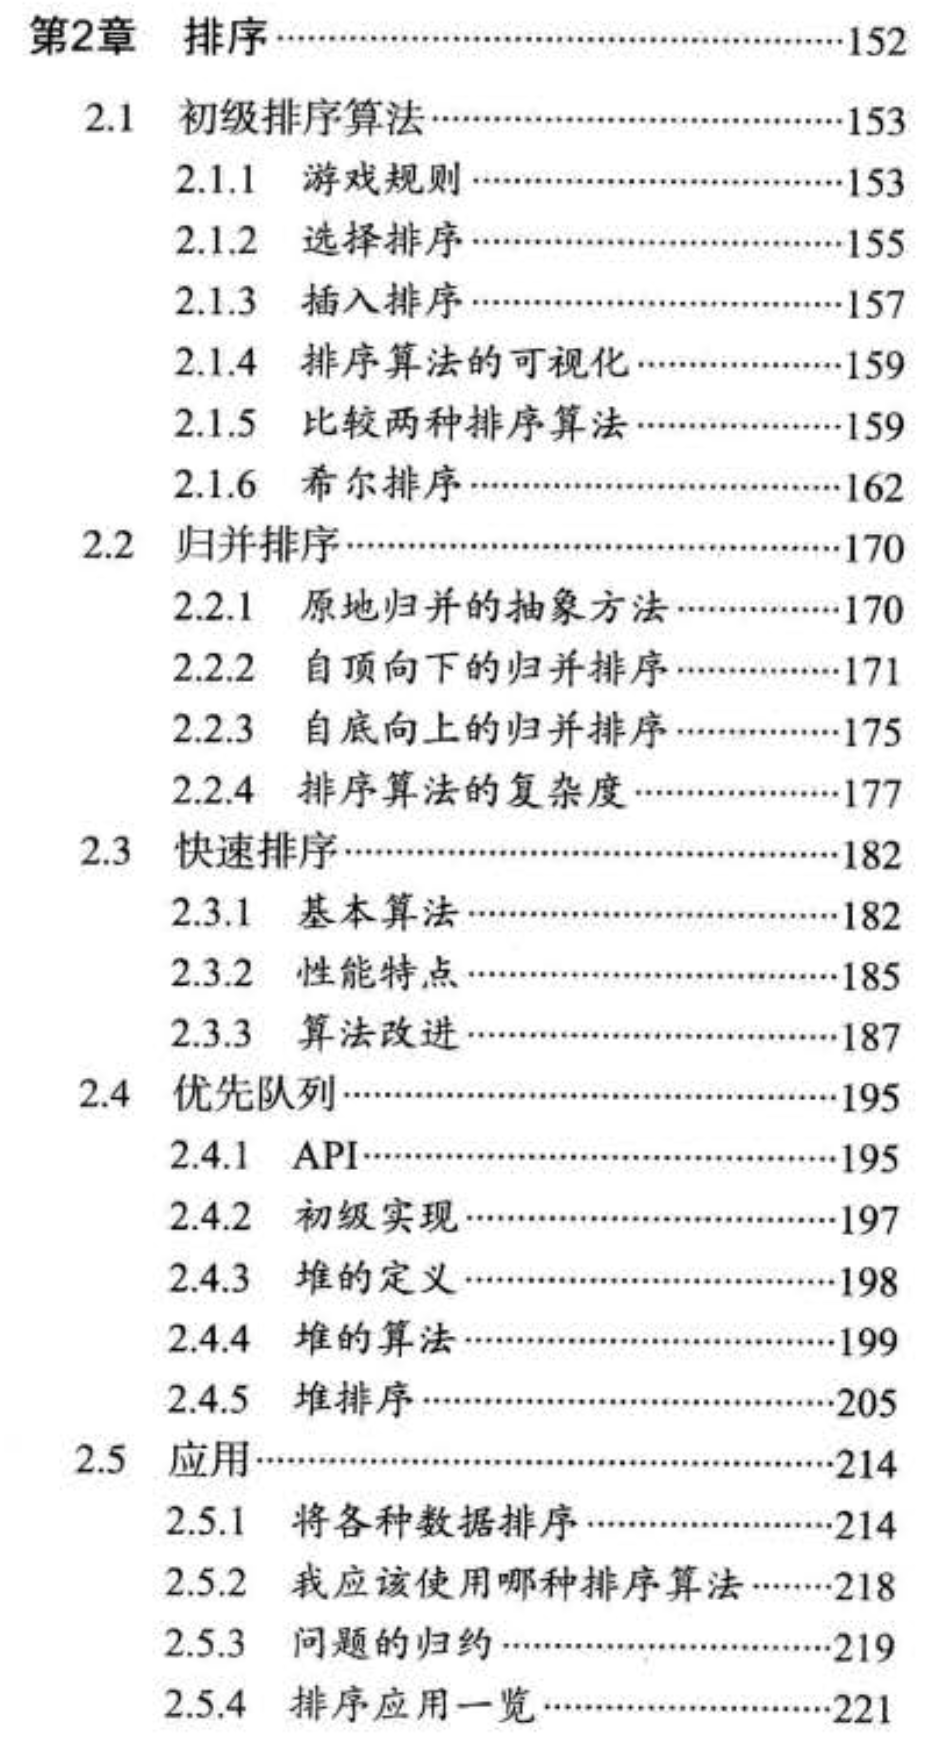 第2章 排序…………………………………152
2.1 初级排序算法…………………………153
2.1.1 游戏规则………………………153
2.1.2 选择排序………………………155
2.1.3 插入排序………………………157
2.1.4 排序算法的可视化……………159
2.1.5 比较两种排序算法……………159
2.1.6 希尔排序………………………162
2.2 归并排序………………………………170
2.2.1 原地归并的抽象方法…………170
2.2.2 自顶向下的归并排序…………171
2.2.3 自底向上的归并排序…………175
2.2.4 排序算法的复杂度……………177
2.3 快速排序………………………………182
2.3.1 基本算法………………………182
2.3.2 性能特点………………………185
2.3.3 算法改进………………………187
2.4 优先队列………………………………195
2.4.1 API……………………………195
2.4.2 初级实现………………………197
2.4.3 堆的定义………………………198
2.4.4 堆的算法………………………199
2.4.5 堆排序…………………………205
2.5 应用……………………………………214
2.5.1 将各种数据排序………………214
2.5.2 我应该使用哪种排序算法……218
2.5.3 问题的归约……………………219
2.5.4 排序应用一览…………………221